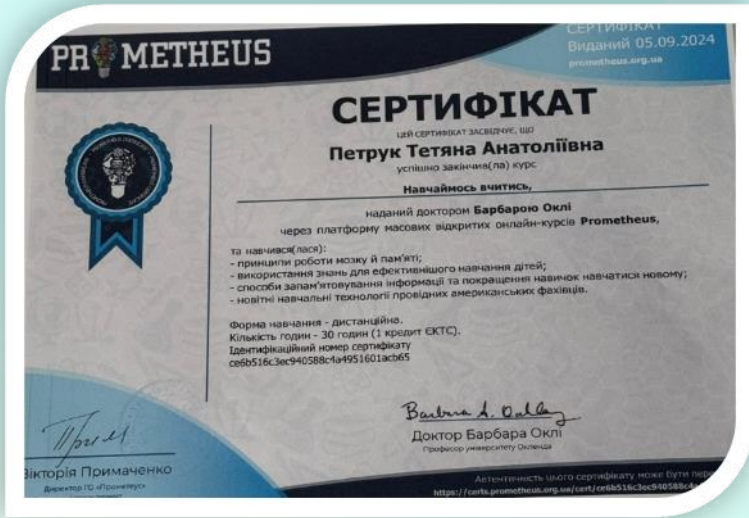 PROMETHEUS
СЕРТИФІКАТ
Виданий 05.09.2024
prometheus.org.ua
СЕРТИФІКАТ
ЦЕЙ СЕРТИФІКАТ ЗАСВІДЧУЄ, ЩО
Петрук Тетяна Анатоліївна
успішно закінчив(ла) курс
Навчаймось вчитись,
наданий доктором Барбарою Оклі
через платформу масових відкритих онлайн-курсів Prometheus,
та навчився(лася):
- принципи роботи мозку й пам'яті;
- використання знань для ефективнішого навчання дітей;
- способи запам'ятовування інформації та покращення навичок навчатися новому;
- новітні навчальні технології провідних американських фахівців.
Форма навчання - дистанційна.
Кількість годин - 30 годин (1 кредит ЄКТС).
Ідентифікаційний номер сертифікату
ce6b516c3ec940588c4a4951601acb65
Barbara A. Oakley
Доктор Барбара Оклі
Професор університету Окленда
Вікторія Примаченко
Директор ГО «Прометеус»
Автентичність цього сертифікату може бути пере
https://certs.prometheus.org.ua/cert/ce6b516c3ec940588c4a